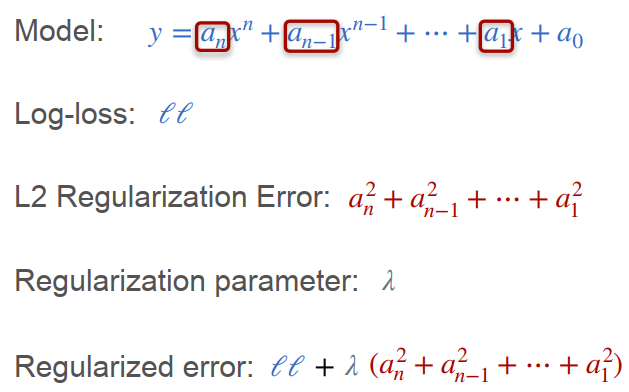 Model: y = aₙxⁿ + aₙ₋₁xⁿ⁻¹ + ⋯ + a₁x + a₀
Log-loss: ℓℓ
L2 Regularization Error: aₙ² + aₙ₋₁² + ⋯ + a₁²
Regularization parameter: λ
Regularized error: ℓℓ + λ (aₙ² + aₙ₋₁² + ⋯ + a₁²)